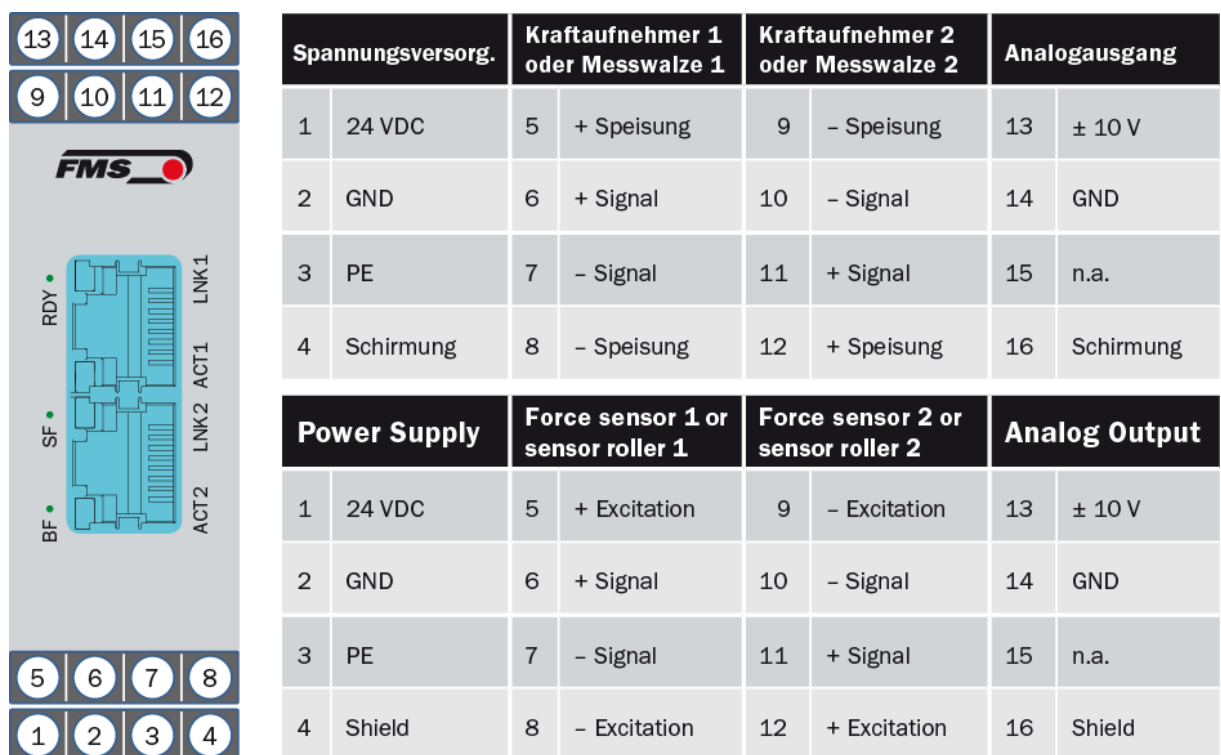 13 14 15 16
9 10 11 12
FMS
RDY LNK1
ACT1
SF LNK2
BF ACT2
5 6 7 8
1 2 3 4
Spannungsversorg. Kraftaufnehmer 1 oder Messwalze 1 Kraftaufnehmer 2 oder Messwalze 2 Analogausgang
1 24 VDC 5 + Speisung 9 – Speisung 13 ± 10 V
2 GND 6 + Signal 10 – Signal 14 GND
3 PE 7 – Signal 11 + Signal 15 n.a.
4 Schirmung 8 – Speisung 12 + Speisung 16 Schirmung
Power Supply Force sensor 1 or sensor roller 1 Force sensor 2 or sensor roller 2 Analog Output
1 24 VDC 5 + Excitation 9 – Excitation 13 ± 10 V
2 GND 6 + Signal 10 – Signal 14 GND
3 PE 7 – Signal 11 + Signal 15 n.a.
4 Shield 8 – Excitation 12 + Excitation 16 Shield